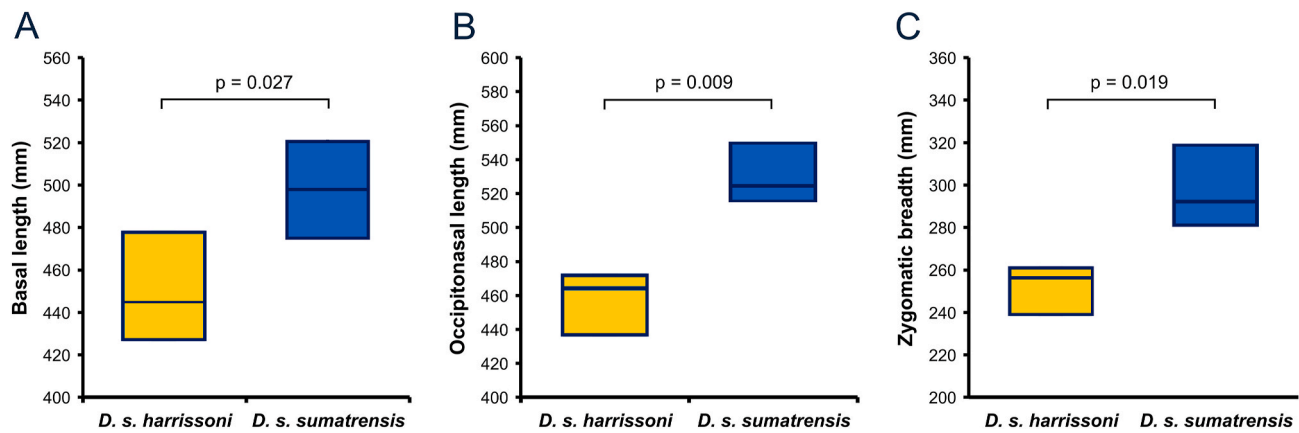 A
Basal length (mm)
560
540
520
500
480
460
440
420
400
p = 0.027
D. s. harrissoni
D. s. sumatrensis
B
Occipitonasal length (mm)
600
580
560
540
520
500
480
460
440
420
400
p = 0.009
D. s. harrissoni
D. s. sumatrensis
C
Zygomatic breadth (mm)
360
340
320
300
280
260
240
220
200
p = 0.019
D. s. harrissoni
D. s. sumatrensis